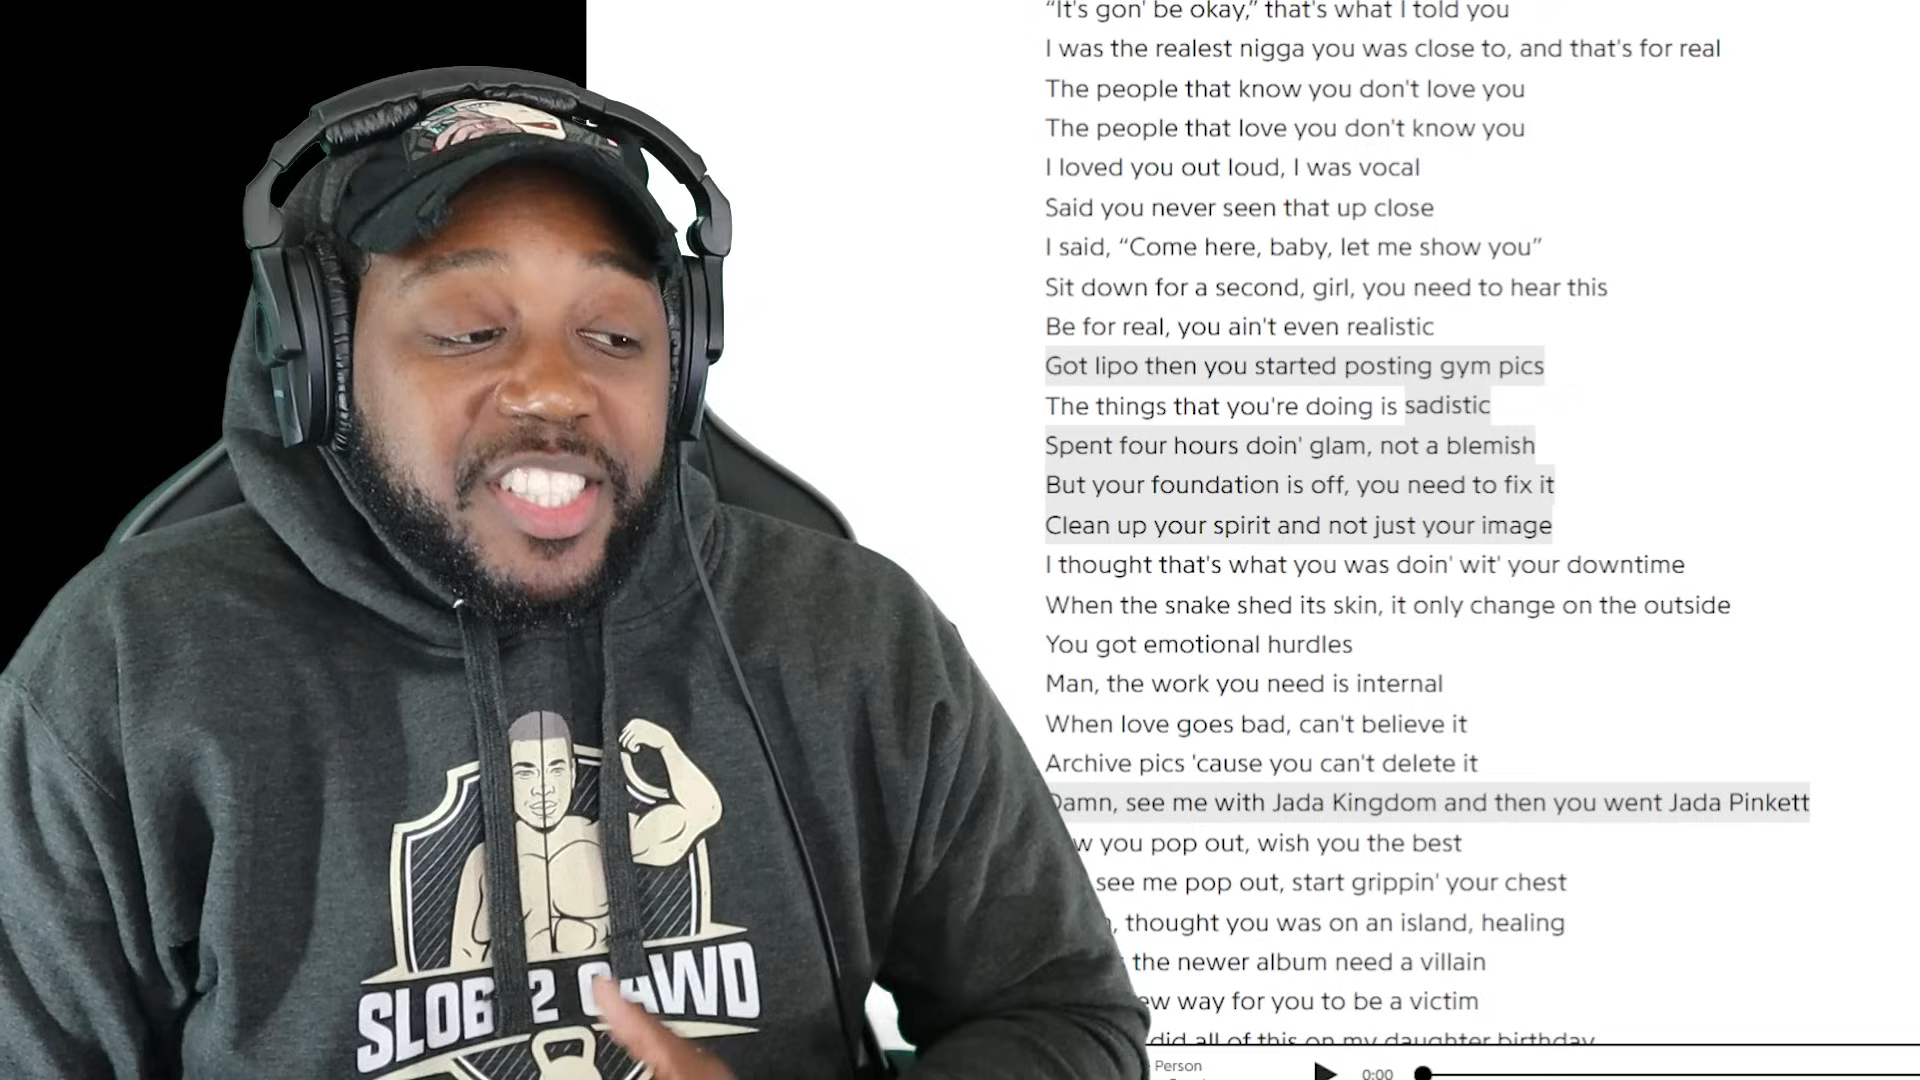 “It's gon' be okay,” that's what I told you
I was the realest nigga you was close to, and that's for real
The people that know you don't love you
The people that love you don't know you
I loved you out loud, I was vocal
Said you never seen that up close
I said, “Come here, baby, let me show you”
Sit down for a second, girl, you need to hear this
Be for real, you ain't even realistic
Got lipo then you started posting gym pics
The things that you're doing is sadistic
Spent four hours doin' glam, not a blemish
But your foundation is off, you need to fix it
Clean up your spirit and not just your image
I thought that's what you was doin' wit' your downtime
When the snake shed its skin, it only change on the outside
You got emotional hurdles
Man, the work you need is internal
When love goes bad, can't believe it
Archive pics 'cause you can't delete it
Damn, see me with Jada Kingdom and then you went Jada Pinkett
you pop out, wish you the best
see me pop out, start grippin' your chest
, thought you was on an island, healing
the newer album need a villain
way for you to be a victim
did all of this on my daughter birthday
SLOB 2
Person
0:00